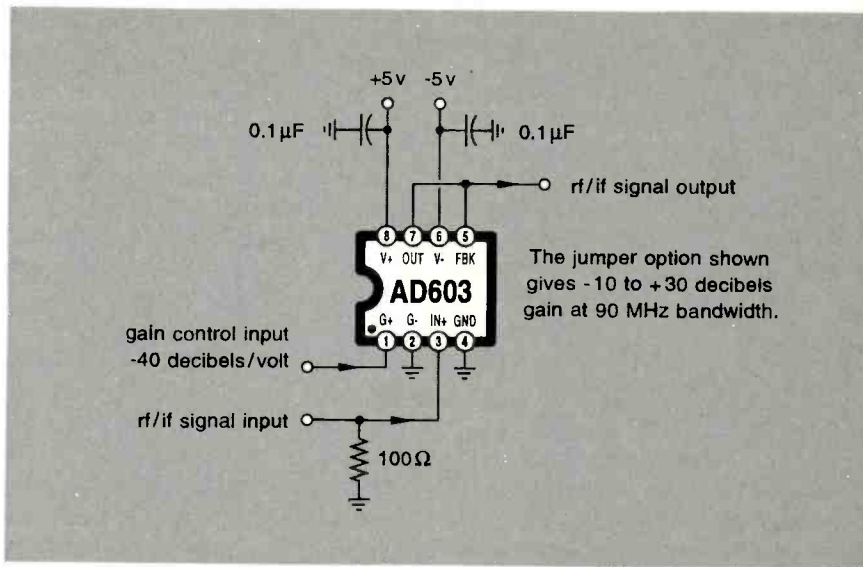 +5v -5v
0.1µF 0.1µF
rf/if signal output
8 7 6 5
V+ OUT V- FBK
AD603
G+ G- IN+ GND
1 2 3 4
The jumper option shown
gives -10 to +30 decibels
gain at 90 MHz bandwidth.
gain control input
-40 decibels/volt
rf/if signal input
100Ω